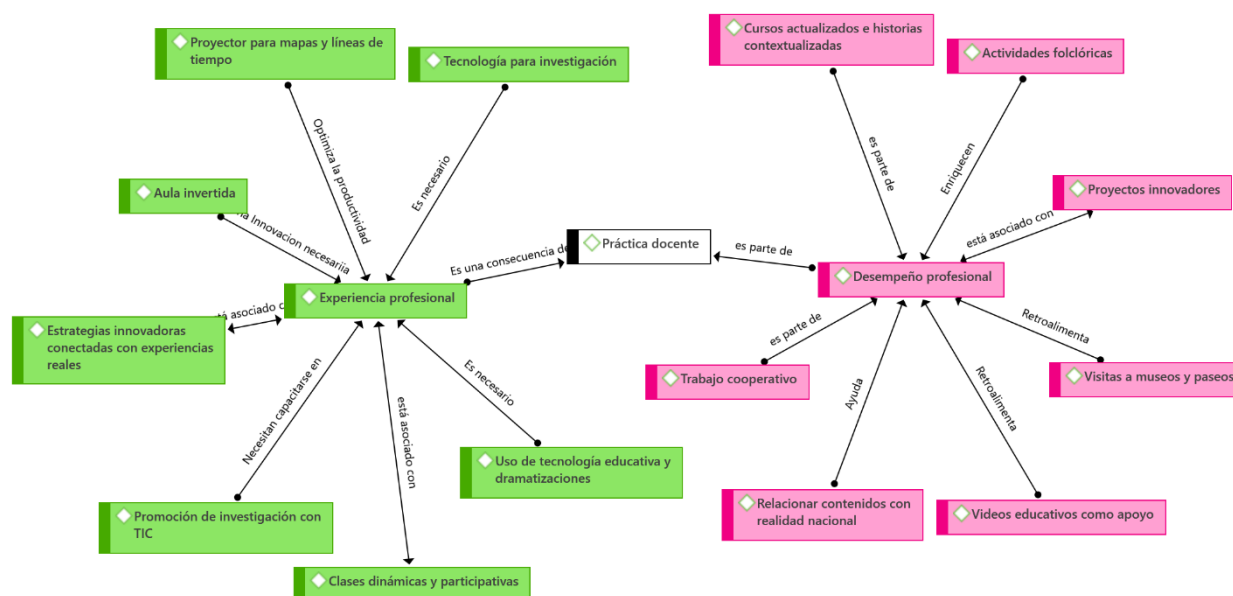 Proyector para mapas y líneas de
tiempo
Tecnología para investigación
Cursos actualizados e historias
contextualizadas
Actividades folclóricas
Optimiza la productividad
Es necesario
es parte de
Enriquecen
Aula invertida
Innovacion necesariia
Proyectos innovadores
está asociado con
Es una consecuencia de
Práctica docente
es parte de
Experiencia profesional
Desempeño profesional
asociado
Estrategias innovadoras
conectadas con experiencias
reales
es parte de
Retroalimenta
Trabajo cooperativo
Visitas a museos y paseos
Necesitan capacitarse en
está asociado con
Es necesario
Ayuda
Retroalimenta
Uso de tecnología educativa y
dramatizaciones
Promoción de investigación con
TIC
Relacionar contenidos con
realidad nacional
Videos educativos como apoyo
Clases dinámicas y participativas